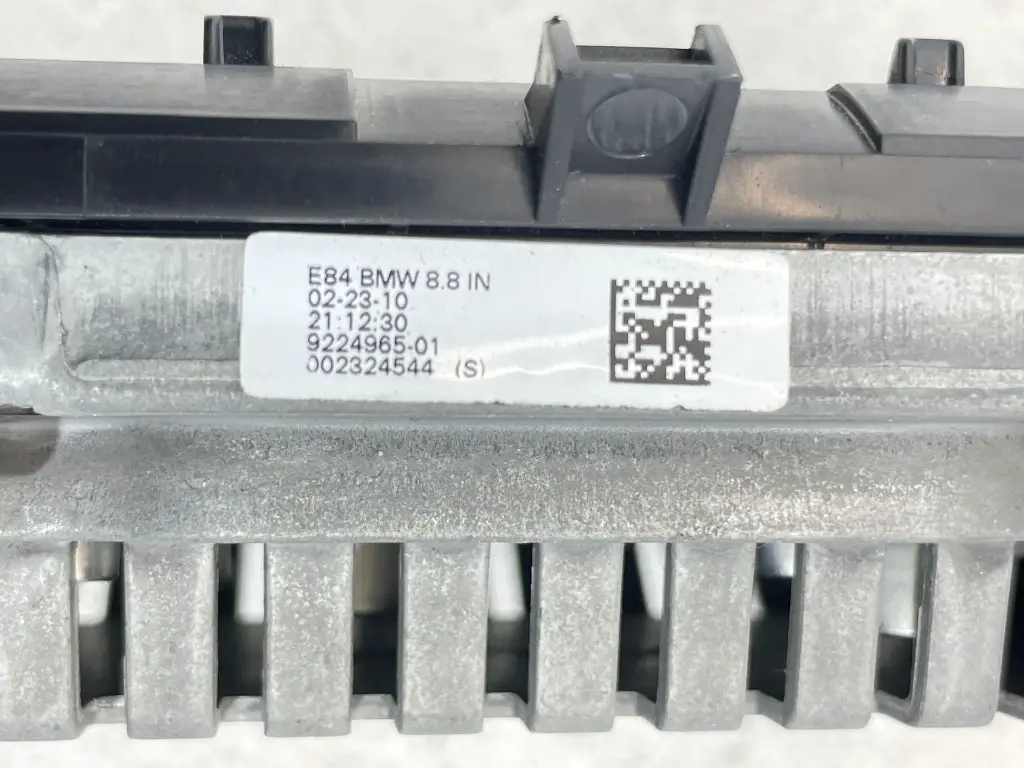 E84 BMW 8.8 IN
02-23-10
21:12:30
9224965-01
002324544 (S)